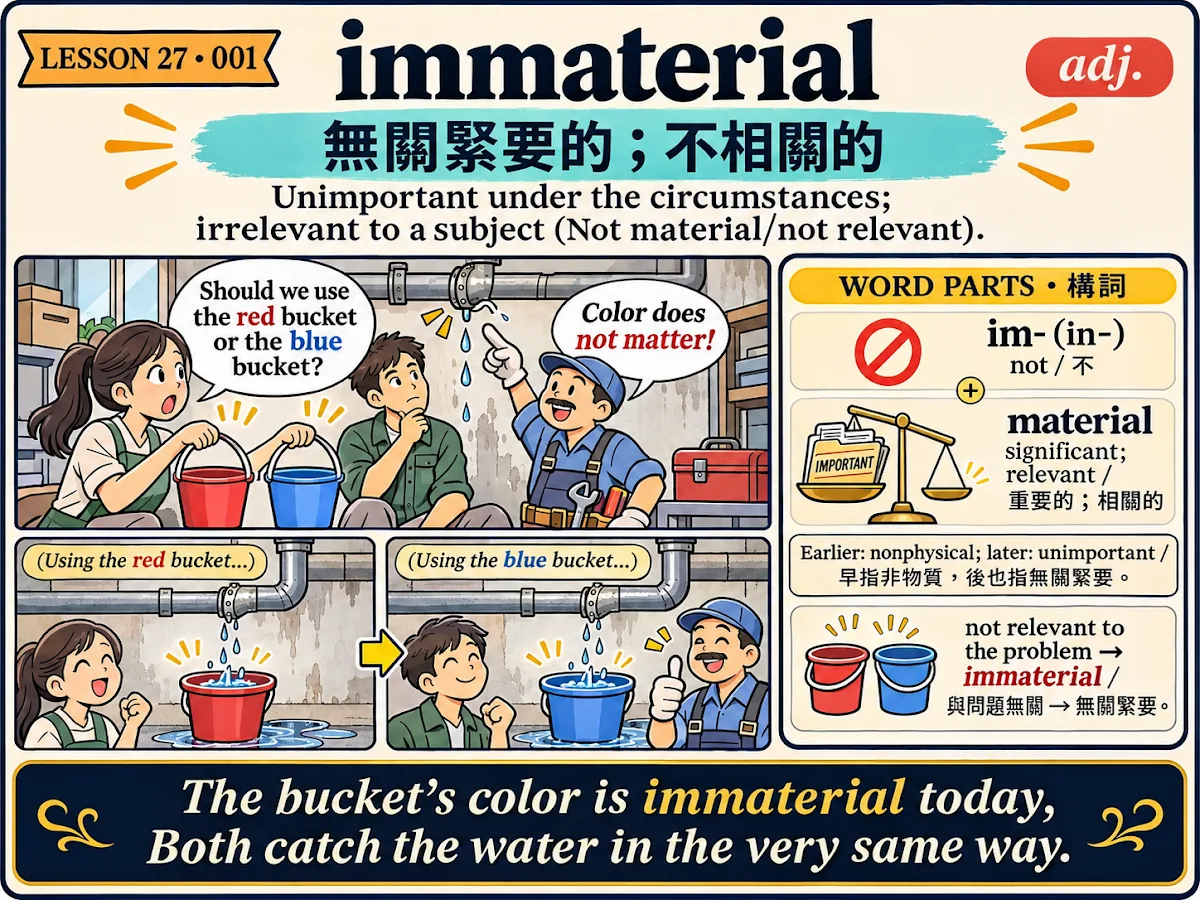 LESSON 27 • 001
immaterial
adj.
無關緊要的；不相關的
Unimportant under the circumstances;
irrelevant to a subject (Not material/not relevant).
Should we use
the red bucket
or the blue
bucket?
Color does
not matter!
(Using the red bucket...)
(Using the blue bucket...)
WORD PARTS • 構詞
im- (in-)
not / 不
+
IMPORTANT
material
significant;
relevant /
重要的；相關的
Earlier: nonphysical; later: unimportant /
早指非物質，後也指無關緊要。
not relevant to
the problem →
immaterial /
與問題無關 → 無關緊要。
The bucket's color is immaterial today,
Both catch the water in the very same way.